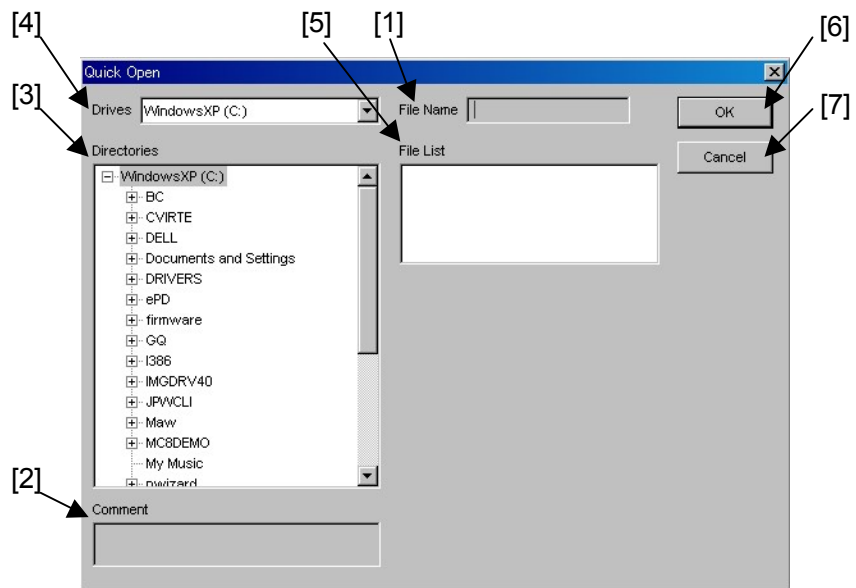 [4] [5] [1] [6]
Quick Open
[3] Drives WindowsXP (C:) File Name OK [7]
Directories File List Cancel
WindowsXP (C:)
BC
CVIRTE
DELL
Documents and Settings
DRIVERS
ePD
firmware
GQ
I386
IMGDRV40
JPWCLI
Maw
MC8DEMO
My Music
pwizard
[2]
Comment